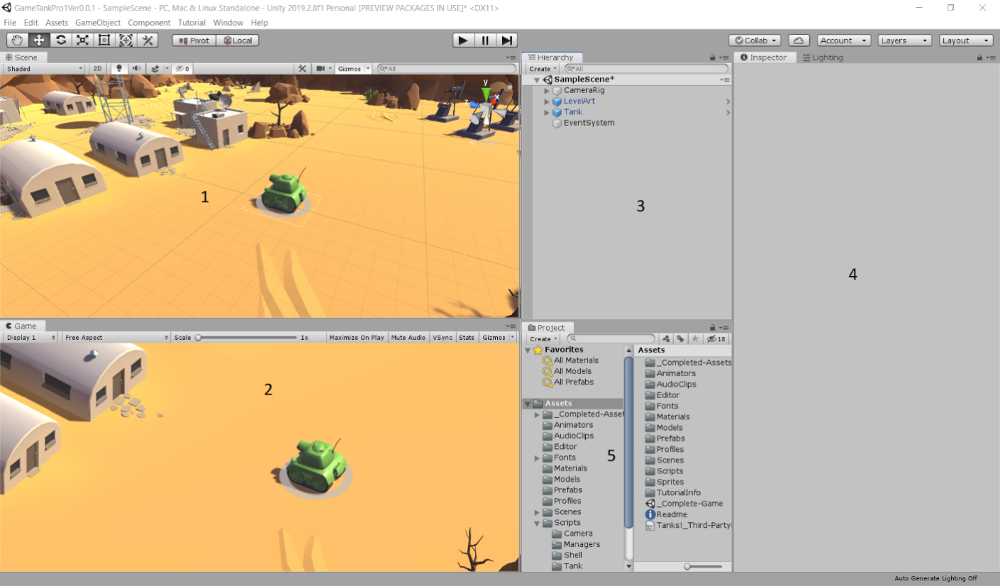 GameTankPro1Ver0.0.1 - SampleScene - PC, Mac & Linux Standalone - Unity 2019.2.8f1 Personal [PREVIEW PACKAGES IN USE]* <DX11>
File Edit Assets GameObject Component Tutorial Window Help
Pivot Local Collab Account Layers Layout
Scene
Shaded 2D 0 Gizmos All
y
x
z
1
Hierarchy
Create All
SampleScene*
CameraRig
LevelArt
Tank
EventSystem
3
Inspector Lighting
4
Game
Display 1 Free Aspect Scale 1x Maximize On Play Mute Audio VSync Stats Gizmos
2
Project
Create 18
Favorites
All Materials
All Models
All Prefabs
Assets
_Completed-Asset
Animators
AudioClips
Editor
Fonts
Materials
Models
Prefabs
Profiles
Scenes
Scripts
Camera
Managers
Shell
Tank
5
Assets
_Completed-Assets
Animators
AudioClips
Editor
Fonts
Materials
Models
Prefabs
Profiles
Scenes
Scripts
Sprites
TutorialInfo
_Complete-Game
Readme
Tanks!_Third-Party
Auto Generate Lighting Off